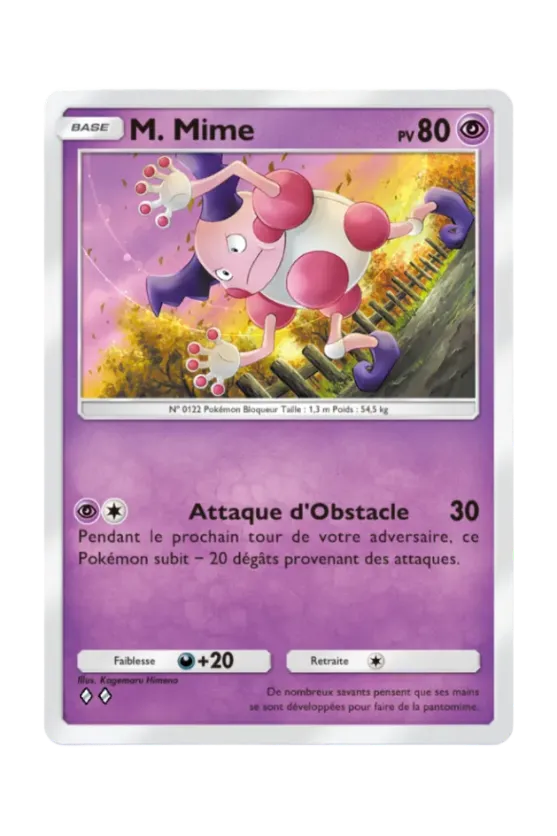 BASE M. Mime PV 80
N° 0122 Pokémon Bloqueur Taille : 1,3 m Poids : 54,5 kg
Attaque d'Obstacle 30
Pendant le prochain tour de votre adversaire, ce
Pokémon subit − 20 dégâts provenant des attaques.
Faiblesse +20 Retraite
Illus. Kagemaru Himeno
De nombreux savants pensent que ses mains
se sont développées pour faire de la pantomime.